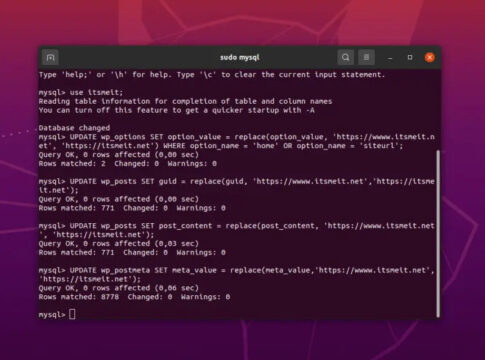 sudo mysql
Type 'help;' or '\h' for help. Type '\c' to clear the current input statement.
mysql> use itsmeit;
Reading table information for completion of table and column names
You can turn off this feature to get a quicker startup with -A
Database changed
mysql> UPDATE wp_options SET option_value = replace(option_value, 'https://wwww.itsmeit.n
et', 'https://itsmeit.net') WHERE option_name = 'home' OR option_name = 'siteurl';
Query OK, 0 rows affected (0,00 sec)
Rows matched: 2  Changed: 0  Warnings: 0
mysql> UPDATE wp_posts SET guid = replace(guid, 'https://wwww.itsmeit.net','https://itsme
it.net');
Query OK, 0 rows affected (0,00 sec)
Rows matched: 771  Changed: 0  Warnings: 0
mysql> UPDATE wp_posts SET post_content = replace(post_content, 'https://wwww.itsmeit.net
', 'https://itsmeit.net');
Query OK, 0 rows affected (0,03 sec)
Rows matched: 771  Changed: 0  Warnings: 0
mysql> UPDATE wp_postmeta SET meta_value = replace(meta_value,'https://wwww.itsmeit.net',
'https://itsmeit.net');
Query OK, 0 rows affected (0,06 sec)
Rows matched: 8778  Changed: 0  Warnings: 0
mysql>